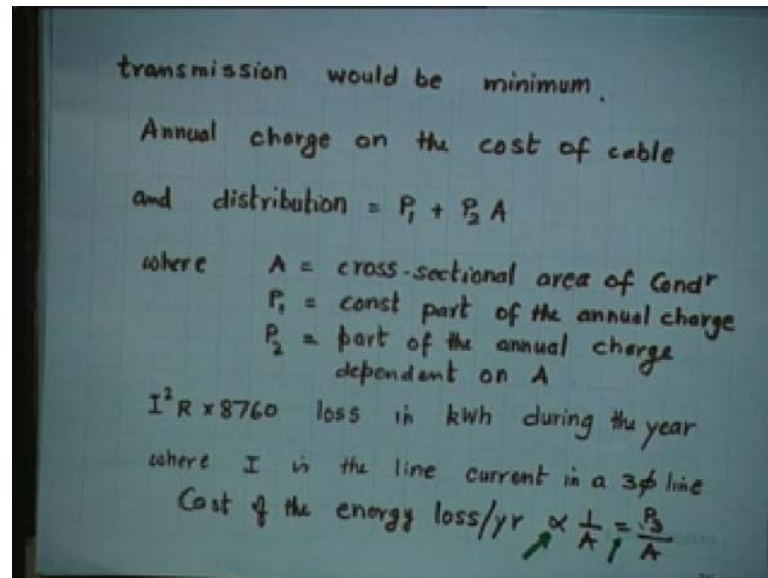 transmission would be minimum.
Annual charge on the cost of cable
and distribution = P₁ + P₂ A
where A = cross-sectional area of Condʳ
P₁ = const part of the annual charge
P₂ = part of the annual charge
dependent on A
I²R × 8760 loss in kwh during the year
where I is the line current in a 3φ line
Cost of the energy loss/yr ∝ 1/A = P₃/A